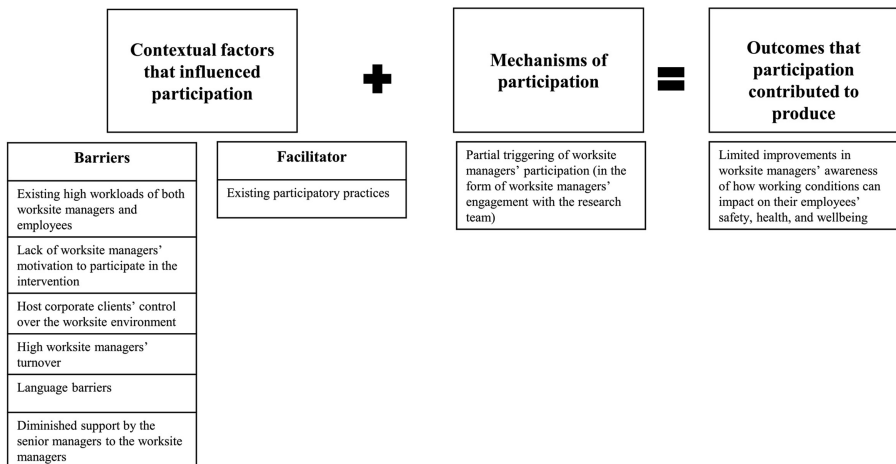 Contextual factors
that influenced
participation
Mechanisms of
participation
Outcomes that
participation
contributed to
produce
Barriers
Existing high workloads of both
worksite managers and
employees
Lack of worksite managers’
motivation to participate in the
intervention
Host corporate clients’ control
over the worksite environment
High worksite managers’
turnover
Language barriers
Diminished support by the
senior managers to the worksite
managers
Facilitator
Existing participatory practices
Partial triggering of worksite
managers’ participation (in the
form of worksite managers’
engagement with the research
team)
Limited improvements in
worksite managers’ awareness
of how working conditions can
impact on their employees’
safety, health, and wellbeing